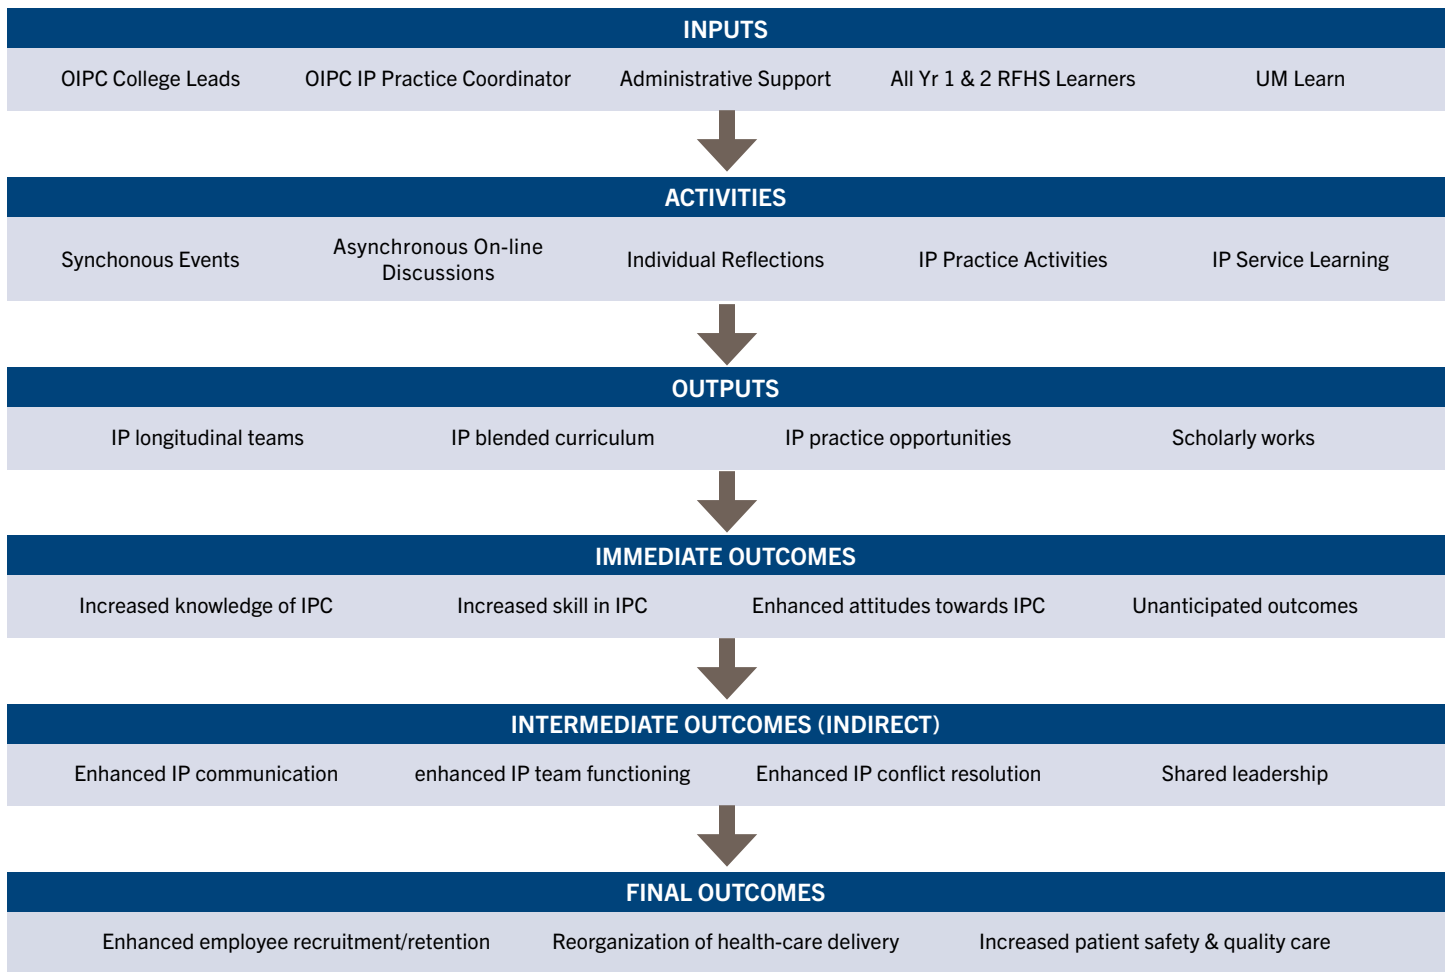 INPUTS
OIPC College Leads OIPC IP Practice Coordinator Administrative Support All Yr 1 & 2 RFHS Learners UM Learn
ACTIVITIES
Synchonous Events
Asynchronous On-line
Discussions
Individual Reflections IP Practice Activities IP Service Learning
OUTPUTS
IP longitudinal teams IP blended curriculum IP practice opportunities Scholarly works
IMMEDIATE OUTCOMES
Increased knowledge of IPC Increased skill in IPC Enhanced attitudes towards IPC Unanticipated outcomes
INTERMEDIATE OUTCOMES (INDIRECT)
Enhanced IP communication enhanced IP team functioning Enhanced IP conflict resolution Shared leadership
FINAL OUTCOMES
Enhanced employee recruitment/retention Reorganization of health-care delivery Increased patient safety & quality care